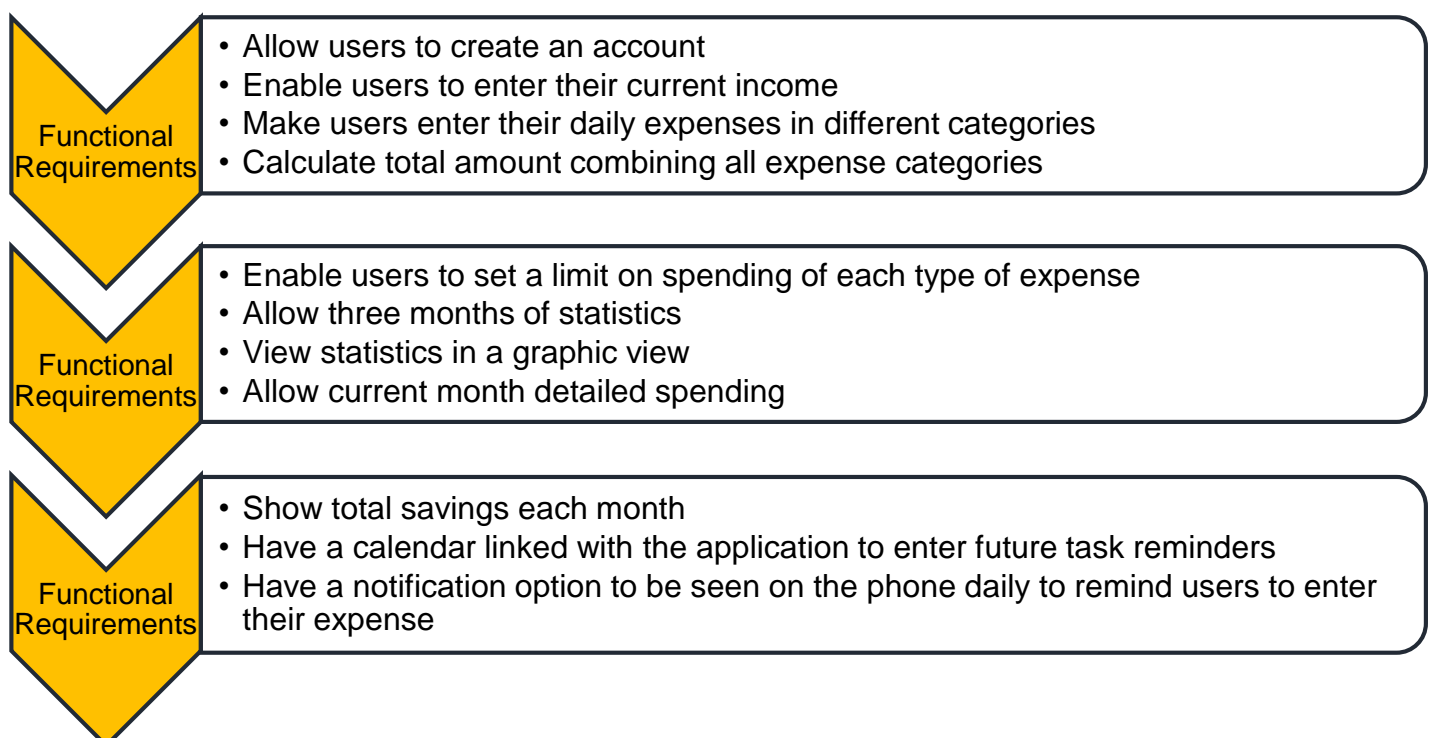 Functional
Requirements
• Allow users to create an account
• Enable users to enter their current income
• Make users enter their daily expenses in different categories
• Calculate total amount combining all expense categories
Functional
Requirements
• Enable users to set a limit on spending of each type of expense
• Allow three months of statistics
• View statistics in a graphic view
• Allow current month detailed spending
Functional
Requirements
• Show total savings each month
• Have a calendar linked with the application to enter future task reminders
• Have a notification option to be seen on the phone daily to remind users to enter
their expense